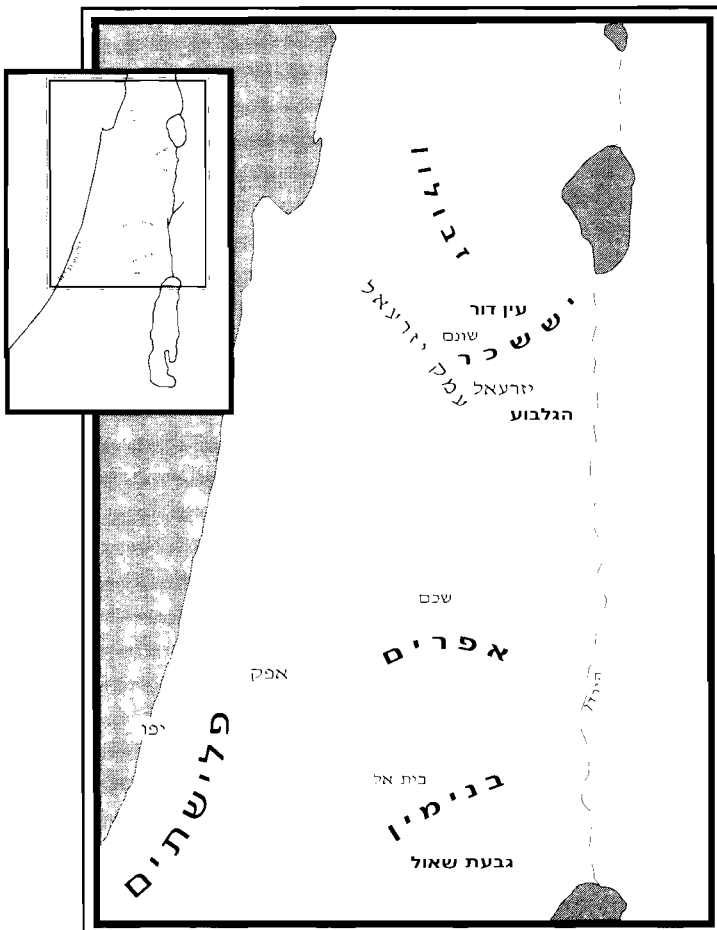 זבולון
עין דור
יששכר
שונם
עמק יזרעאל
יזרעאל
הגלבוע
שכם
אפרים
אפק
הירדן
יפו
פלישתים
בית אל
בנימין
גבעת שאול